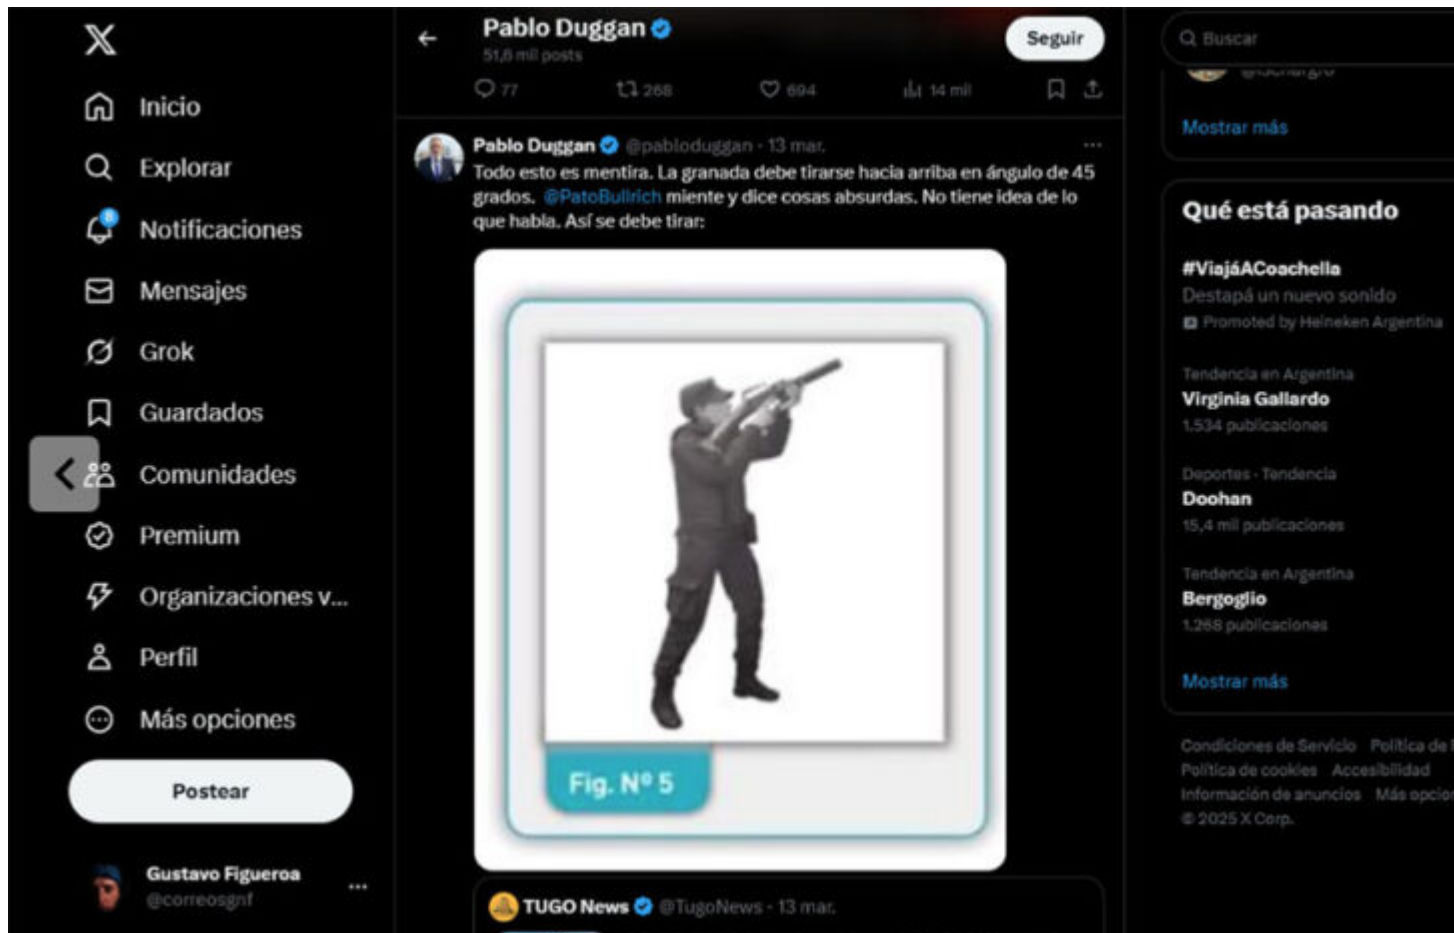 Inicio
Explorar
8
Notificaciones
Mensajes
Grok
Guardados
Comunidades
Premium
Organizaciones v...
Perfil
Más opciones
Postear
Gustavo Figueroa
@correosgnf
Pablo Duggan
51,8 mil posts
Seguir
77 268 694 14 mil
Pablo Duggan @pabloduggan · 13 mar.
Todo esto es mentira. La granada debe tirarse hacia arriba en ángulo de 45
grados. @PatoBullrich miente y dice cosas absurdas. No tiene idea de lo
que habla. Así se debe tirar:
Fig. Nº 5
TUGO News @TugoNews · 13 mar.
Buscar
Mostrar más
Qué está pasando
#ViajáACoachella
Destapá un nuevo sonido
Promoted by Heineken Argentina
Tendencia en Argentina
Virginia Gallardo
1.534 publicaciones
Deportes · Tendencia
Doohan
15,4 mil publicaciones
Tendencia en Argentina
Bergoglio
1.268 publicaciones
Mostrar más
Condiciones de Servicio Política de
Política de cookies Accesibilidad
Información de anuncios Más opcion
© 2025 X Corp.